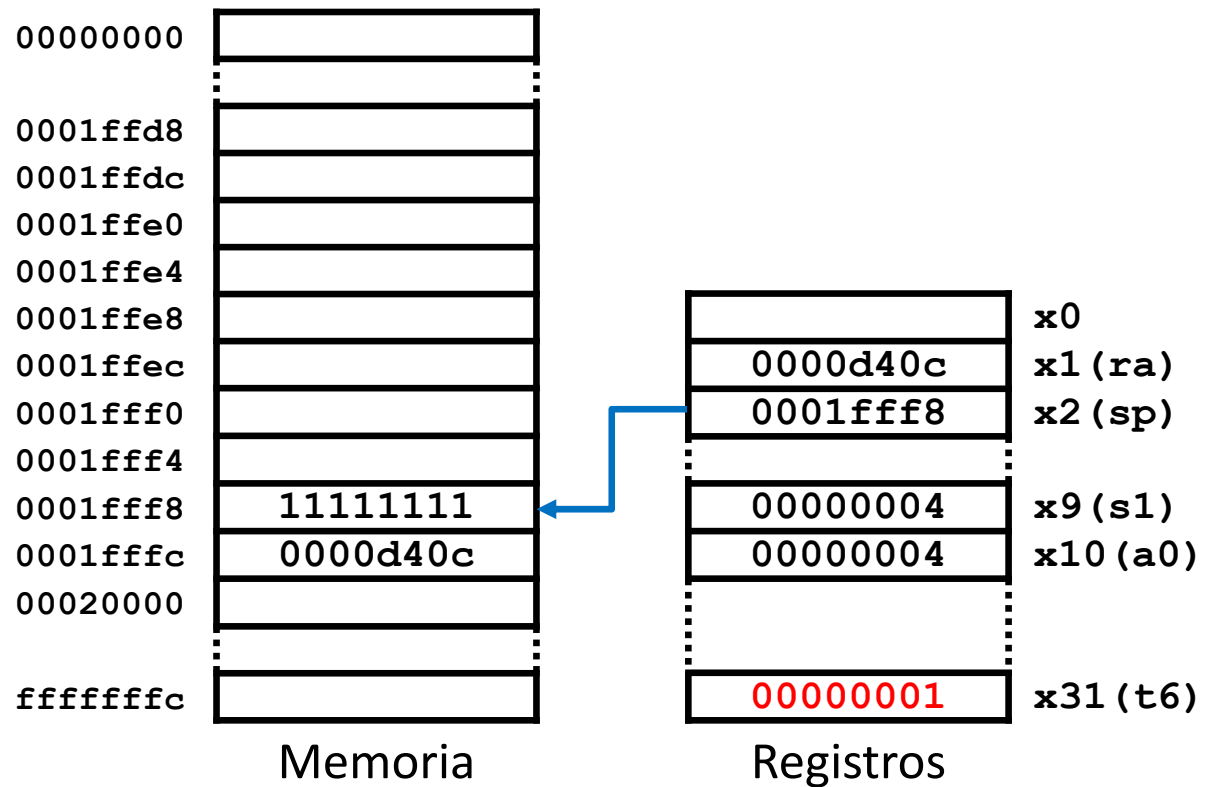 00000000
0001ffd8
0001ffdc
0001ffe0
0001ffe4
0001ffe8 x0
0001ffec 0000d40c x1(ra)
0001fff0 0001fff8 x2(sp)
0001fff4
0001fff8 11111111 00000004 x9(s1)
0001fffc 0000d40c 00000004 x10(a0)
00020000
fffffffc 00000001 x31(t6)
Memoria Registros